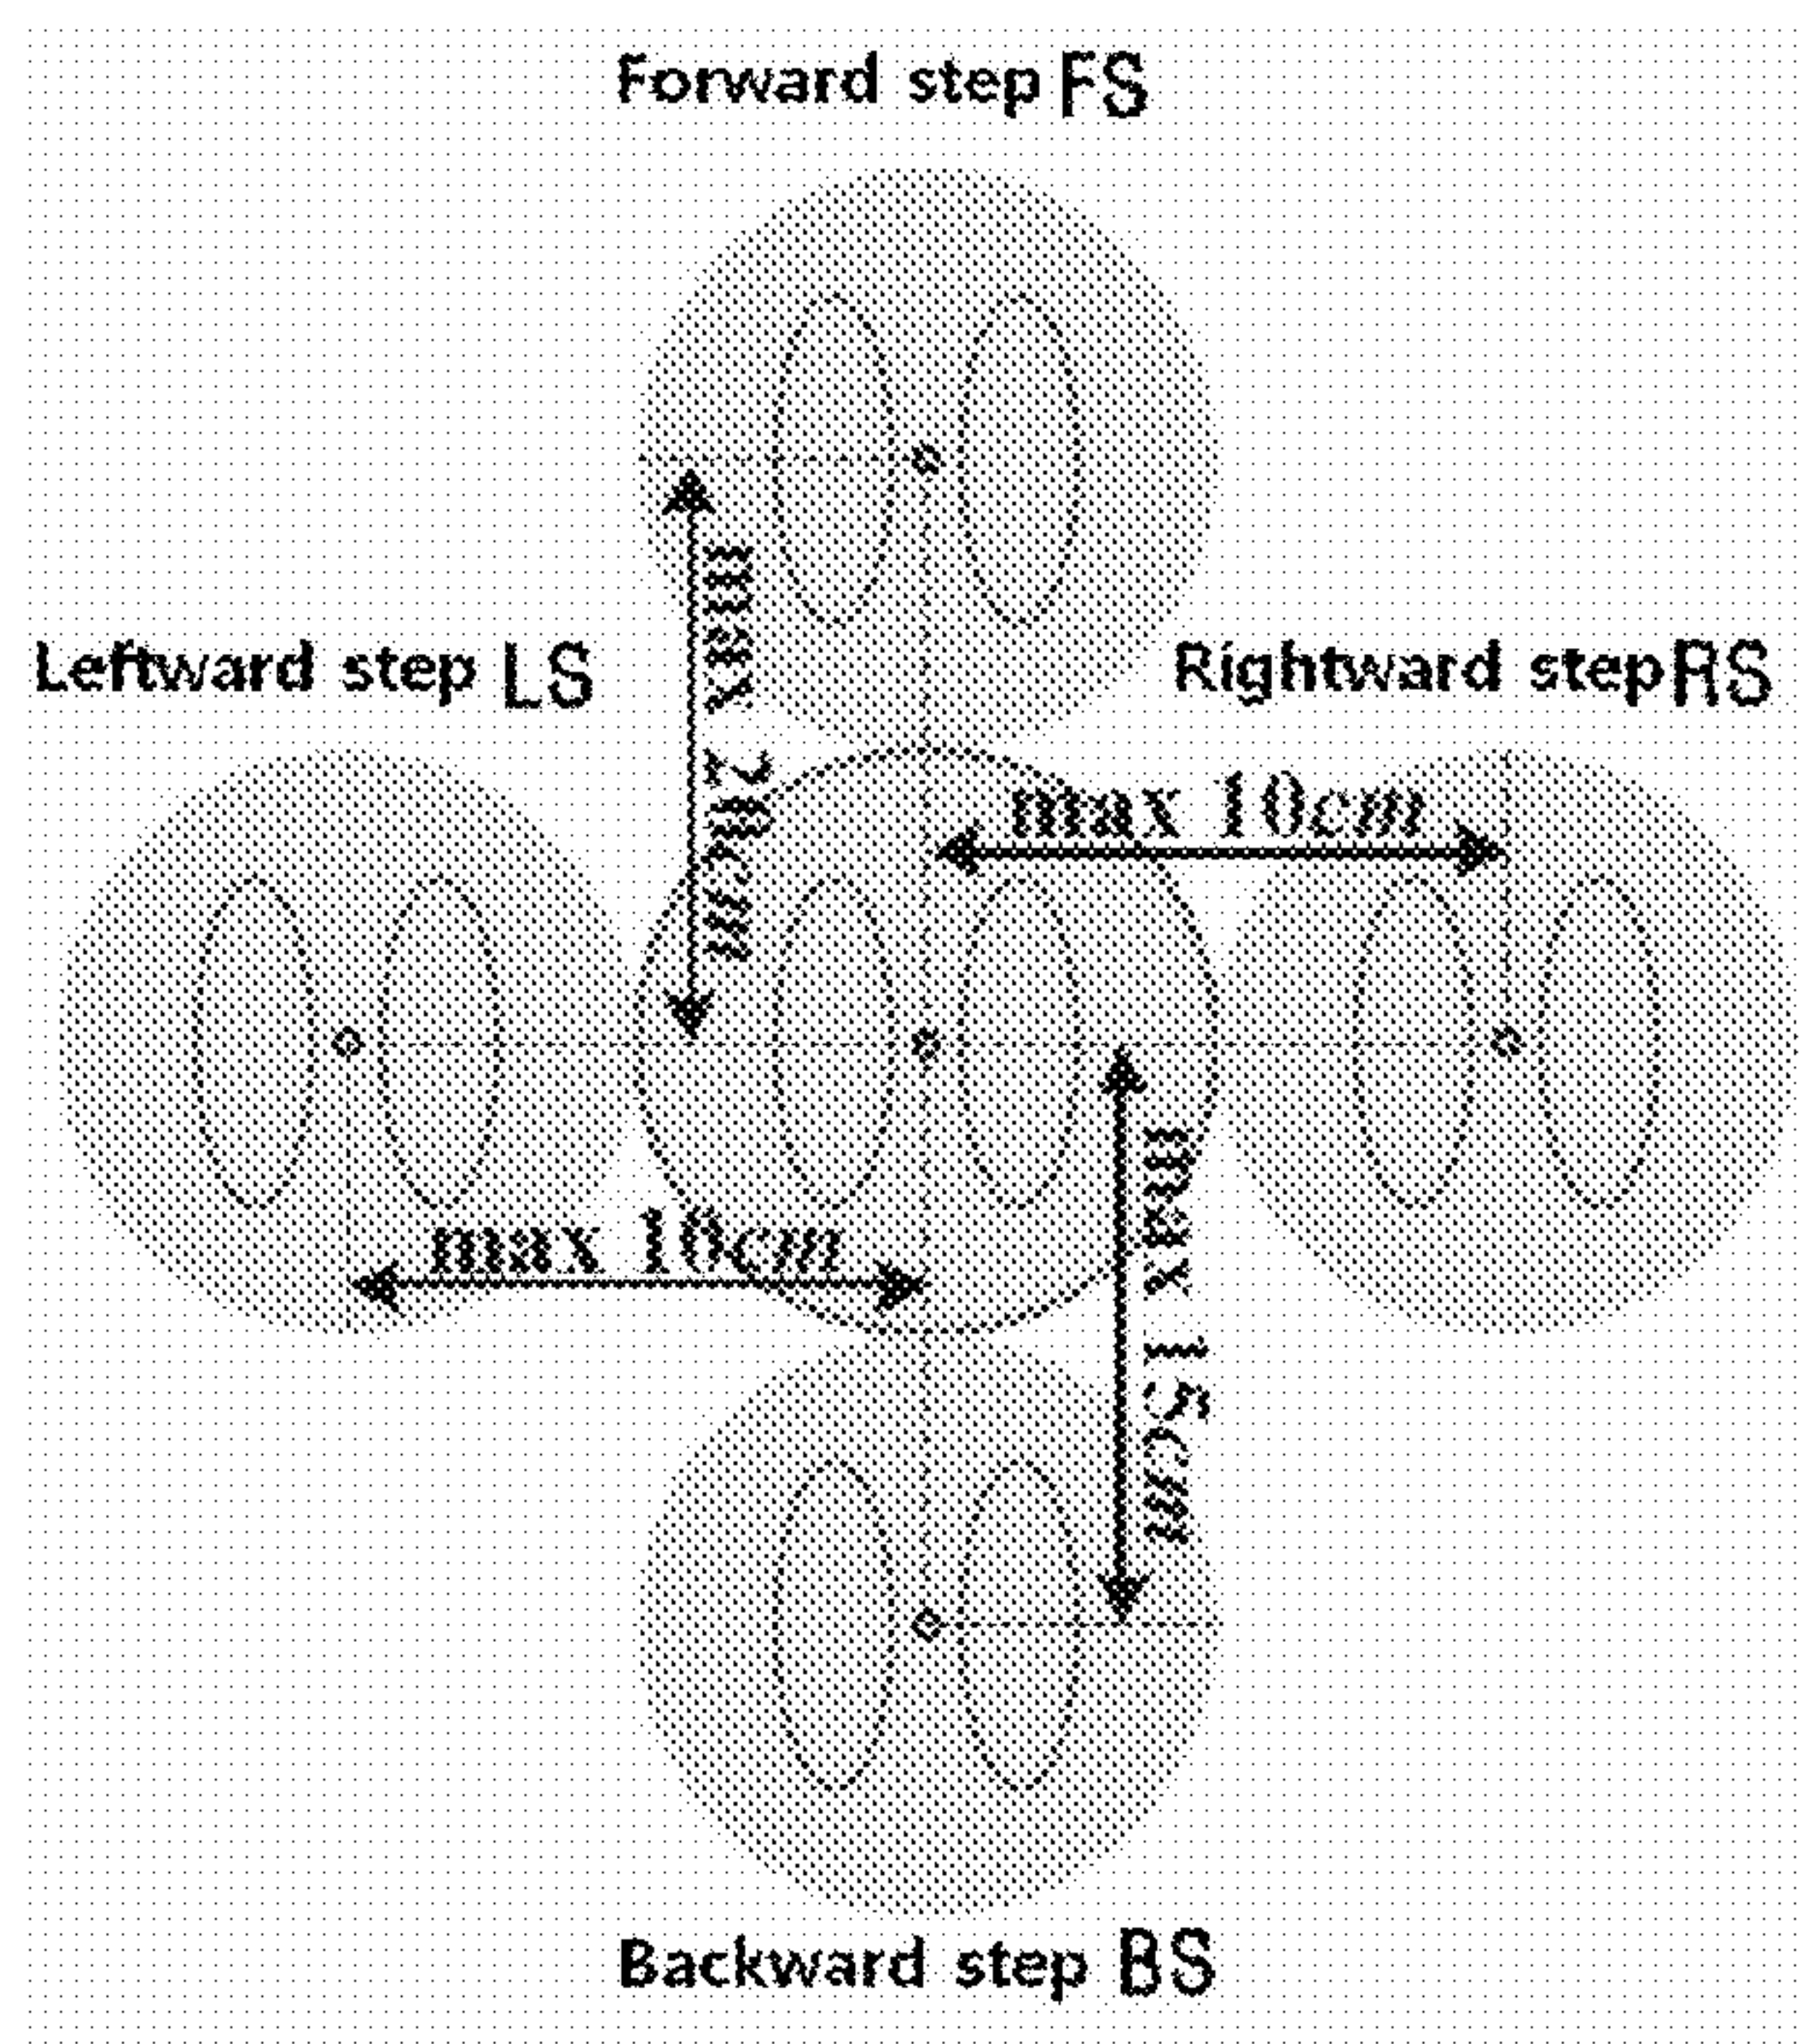 Forward step FS
max 20cm
Leftward step LS
Rightward step RS
max 10cm
max 10cm
max 15cm
Backward step BS